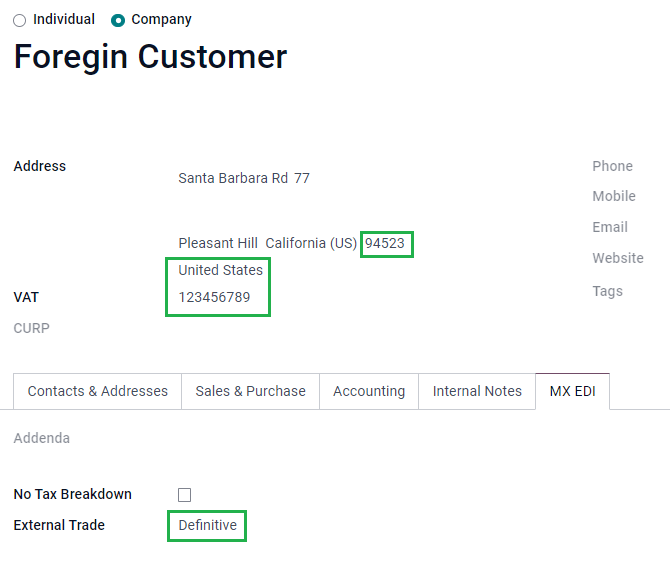 Individual Company
Foregin Customer
Address
Santa Barbara Rd 77
Phone
Mobile
Email
Pleasant Hill California (US) 94523
Website
United States
VAT 123456789
Tags
CURP
Contacts & Addresses Sales & Purchase Accounting Internal Notes MX EDI
Addenda
No Tax Breakdown
External Trade Definitive